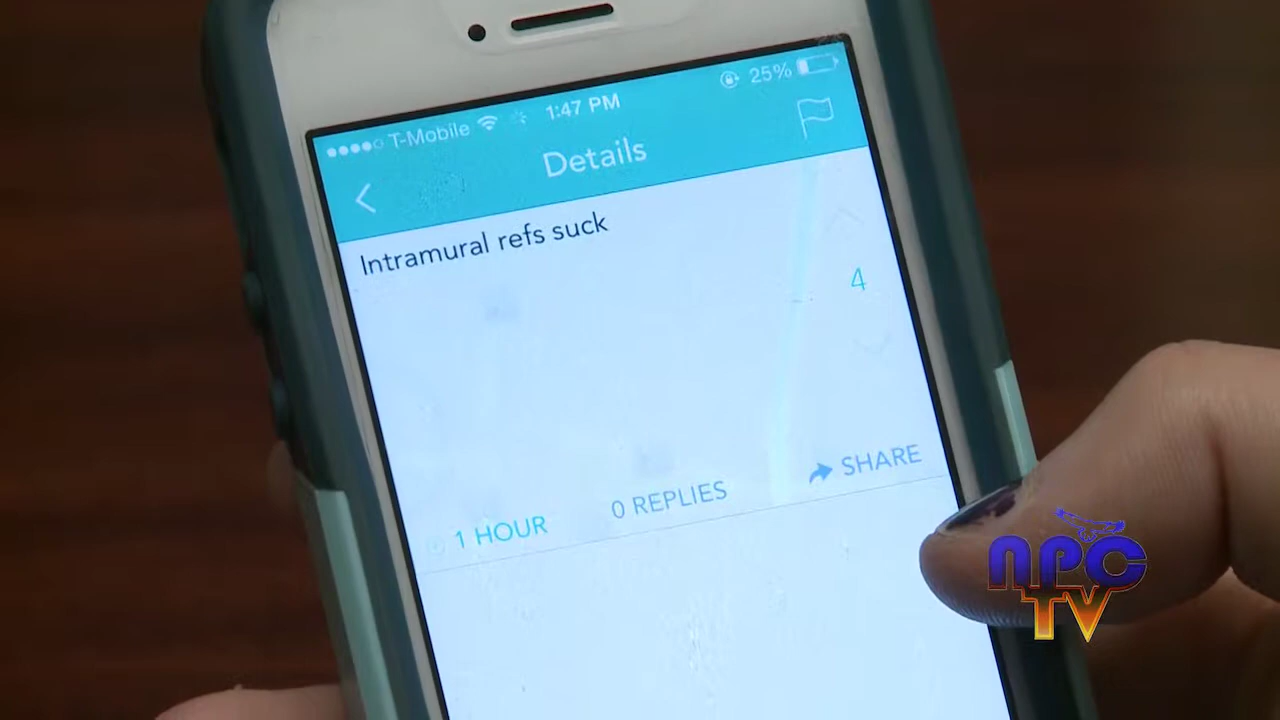 T-Mobile 1:47 PM 25%
Details
Intramural refs suck
4
1 HOUR 0 REPLIES SHARE
NPC
TV